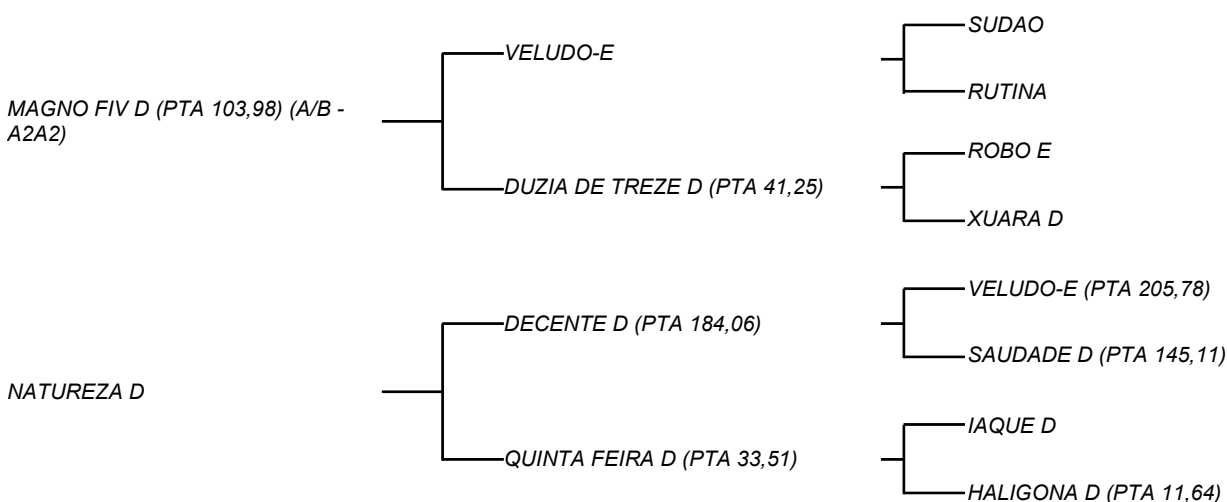 SUDAO
VELUDO-E
RUTINA
MAGNO FIV D (PTA 103,98) (A/B -
A2A2)
ROBO E
DUZIA DE TREZE D (PTA 41,25)
XUARA D
VELUDO-E (PTA 205,78)
DECENTE D (PTA 184,06)
SAUDADE D (PTA 145,11)
NATUREZA D
IAQUE D
QUINTA FEIRA D (PTA 33,51)
HALIGONA D (PTA 11,64)